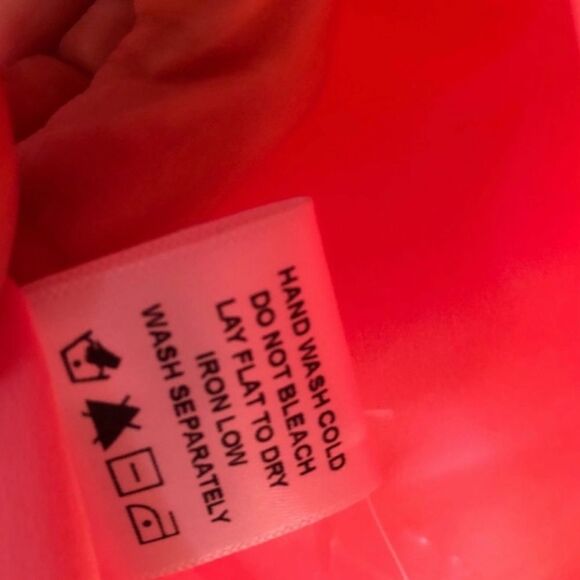 HAND WASH COLD
DO NOT BLEACH
LAY FLAT TO DRY
IRON LOW
WASH SEPARATELY